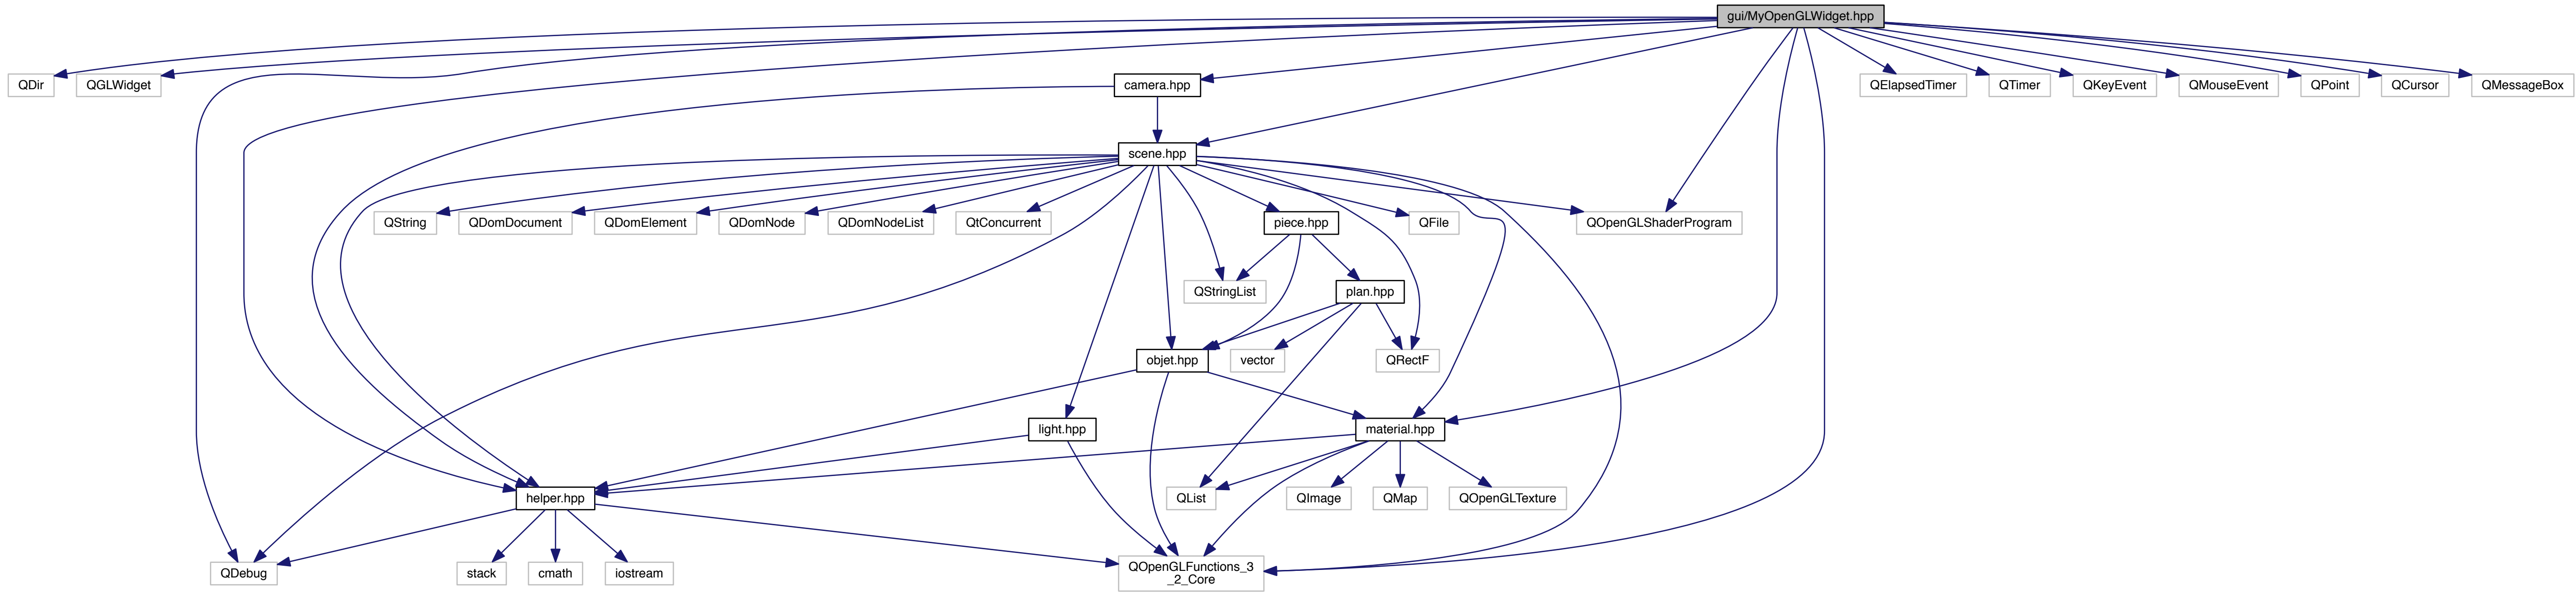 gui/MyOpenGLWidget.hpp
QDir
QGLWidget
camera.hpp
QElapsedTimer
QTimer
QKeyEvent
QMouseEvent
QPoint
QCursor
QMessageBox
scene.hpp
QString
QDomDocument
QDomElement
QDomNode
QDomNodeList
QtConcurrent
piece.hpp
QFile
QOpenGLShaderProgram
QStringList
plan.hpp
objet.hpp
vector
QRectF
light.hpp
material.hpp
helper.hpp
QList
QImage
QMap
QOpenGLTexture
QDebug
stack
cmath
iostream
QOpenGLFunctions_3
_2_Core